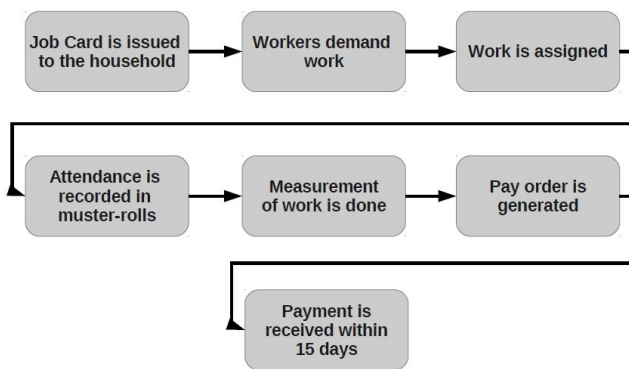 Job Card is issued
to the household
Workers demand
work
Work is assigned
Attendance is
recorded in
muster-rolls
Measurement
of work is done
Pay order is
generated
Payment is
received within
15 days